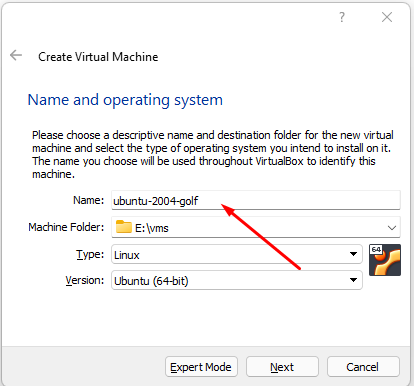 ?
Create Virtual Machine
Name and operating system
Please choose a descriptive name and destination folder for the new virtual
machine and select the type of operating system you intend to install on it.
The name you choose will be used throughout VirtualBox to identify this
machine.
Name: ubuntu-2004-golf
Machine Folder: E:\vms
Type: Linux
64
Version: Ubuntu (64-bit)
Expert Mode Next Cancel